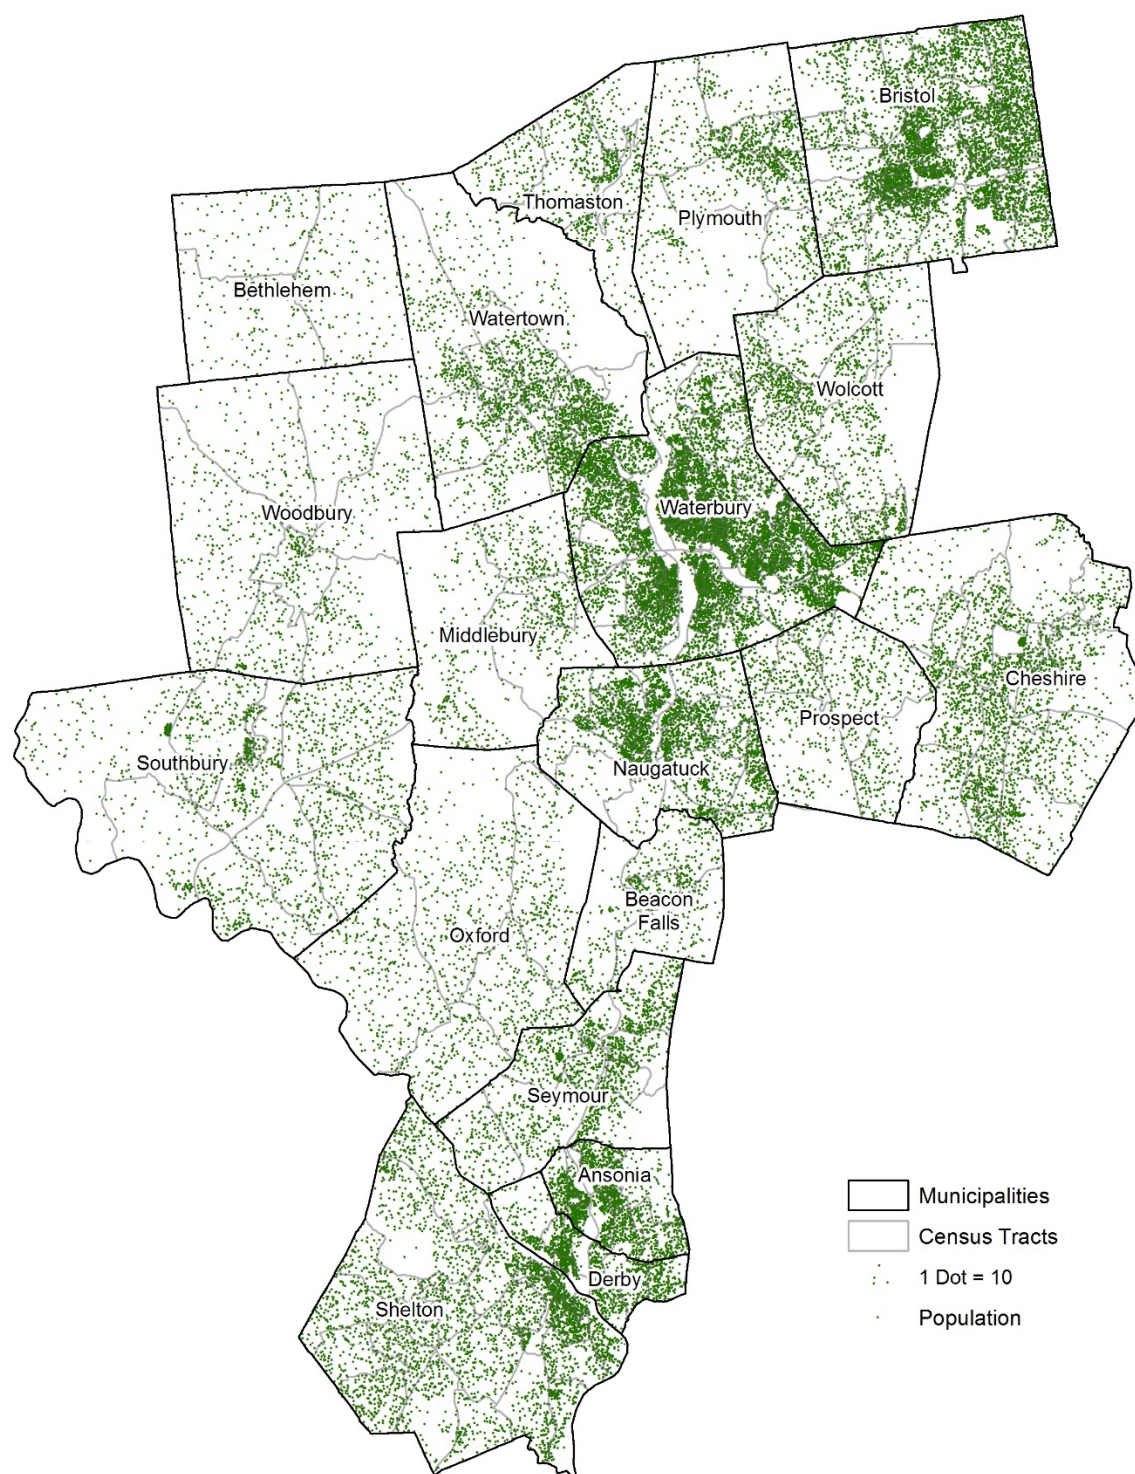 Bristol
Thomaston
Plymouth
Bethlehem
Watertown
Wolcott
Woodbury
Waterbury
Middlebury
Cheshire
Prospect
Southbury
Naugatuck
Beacon
Falls
Oxford
Seymour
Ansonia
Derby
Shelton
Municipalities
Census Tracts
1 Dot = 10
Population